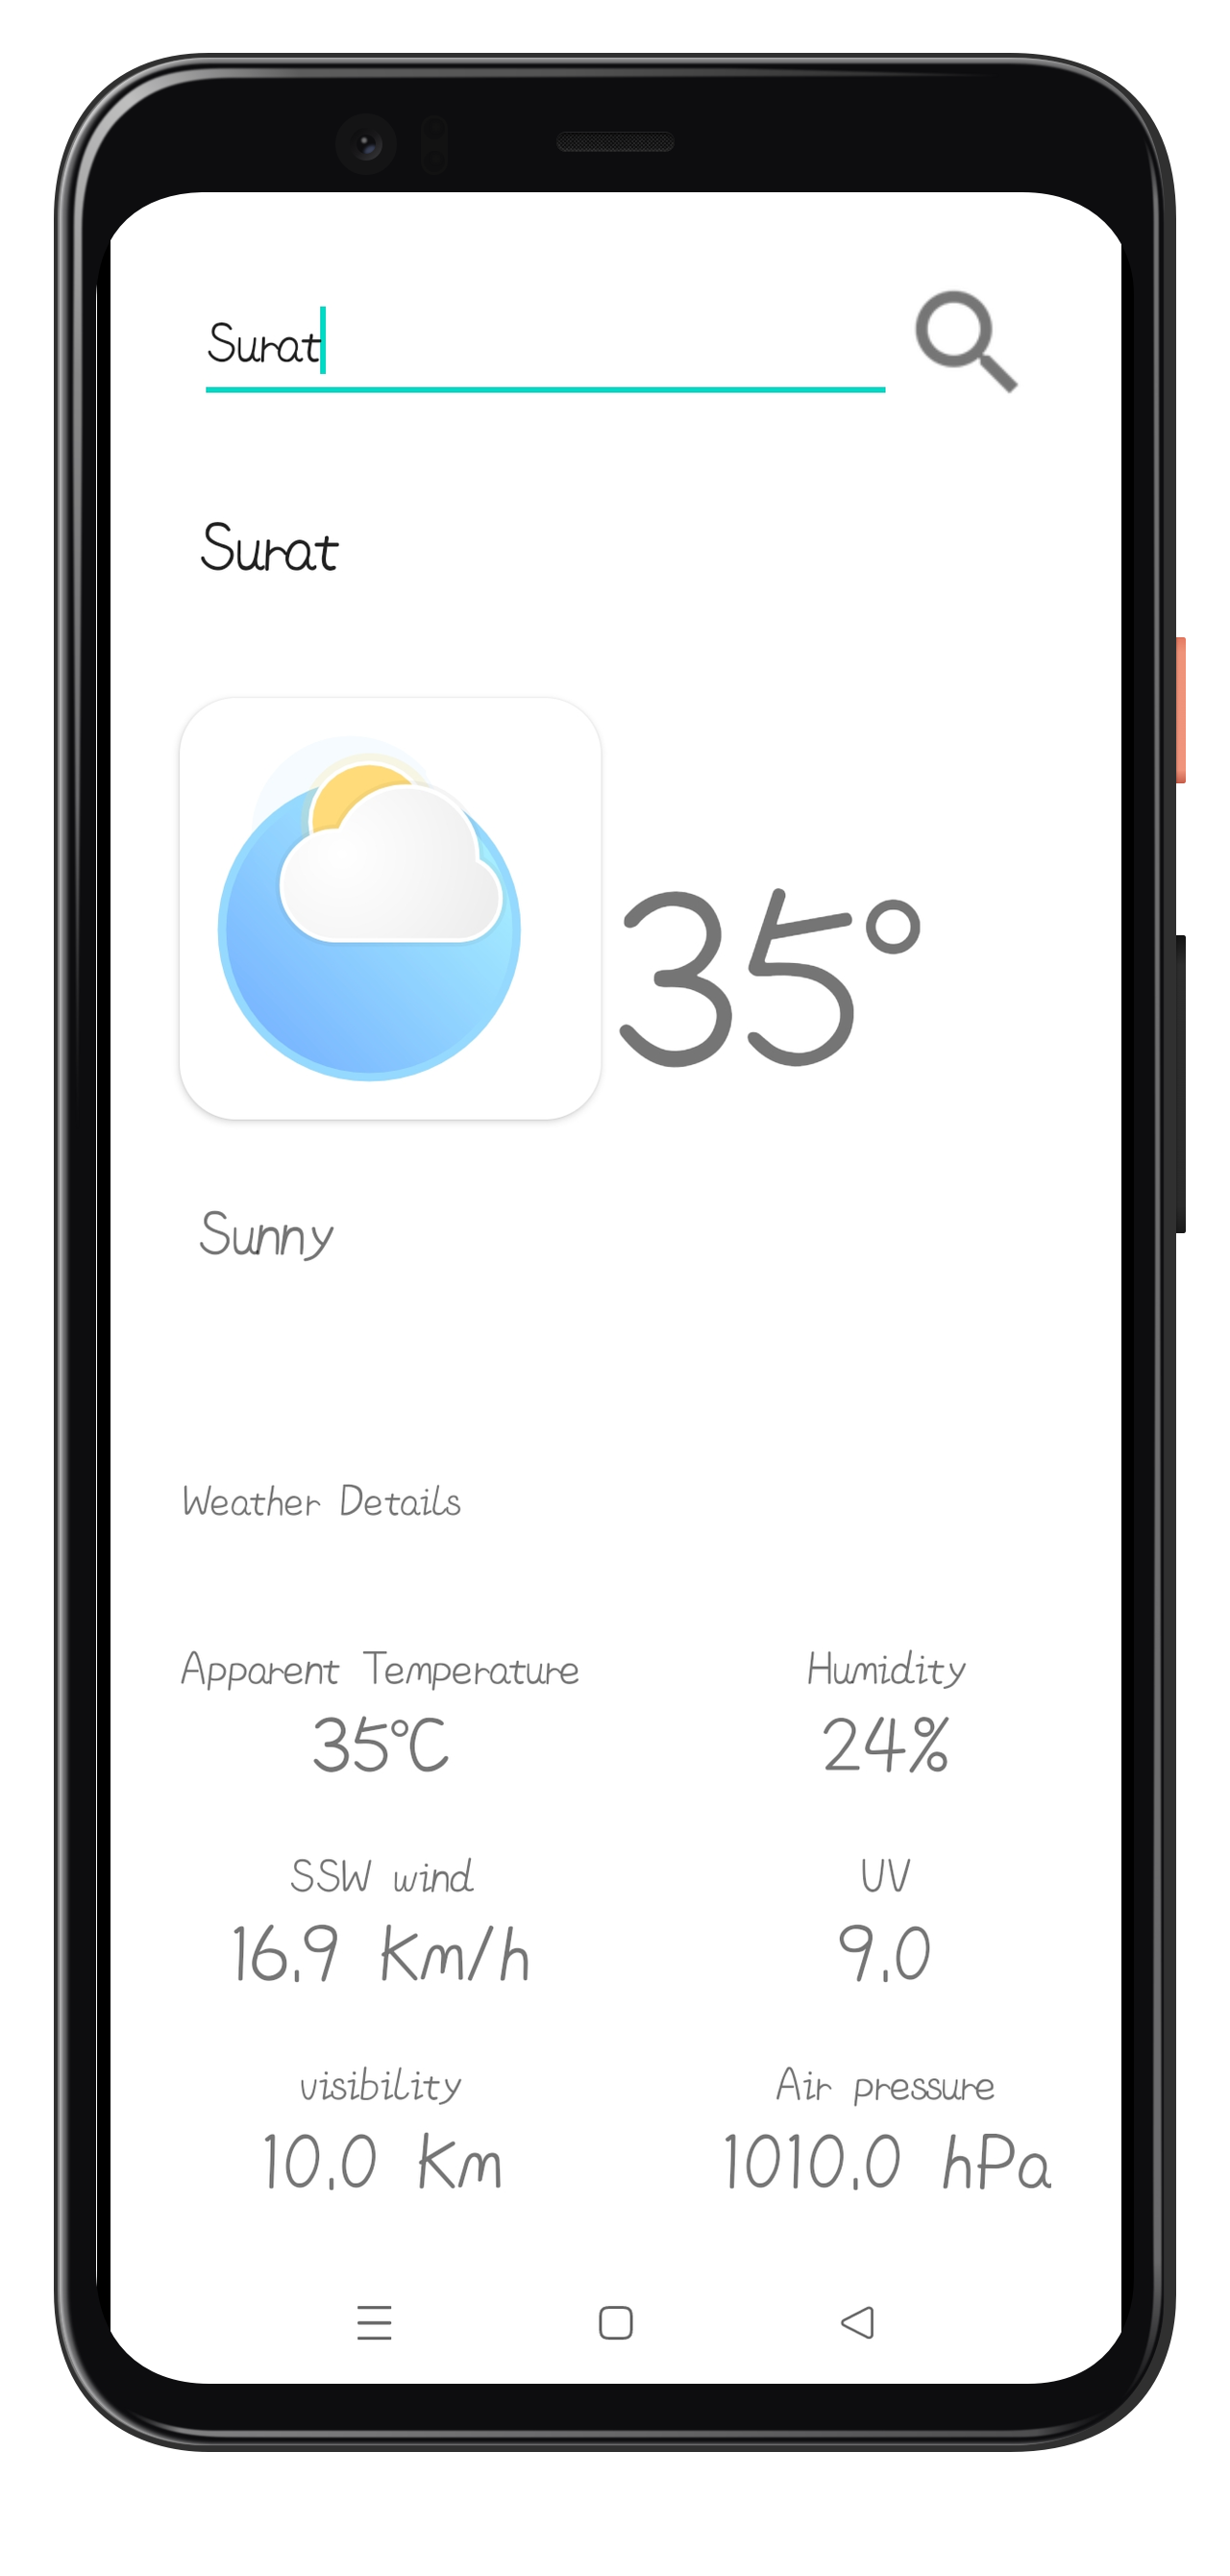 Surat
Surat
35°
Sunny
Weather Details
Apparent Temperature
35°C
Humidity
24%
SSW wind
16.9 Km/h
UV
9.0
visibility
10.0 Km
Air pressure
1010.0 hPa